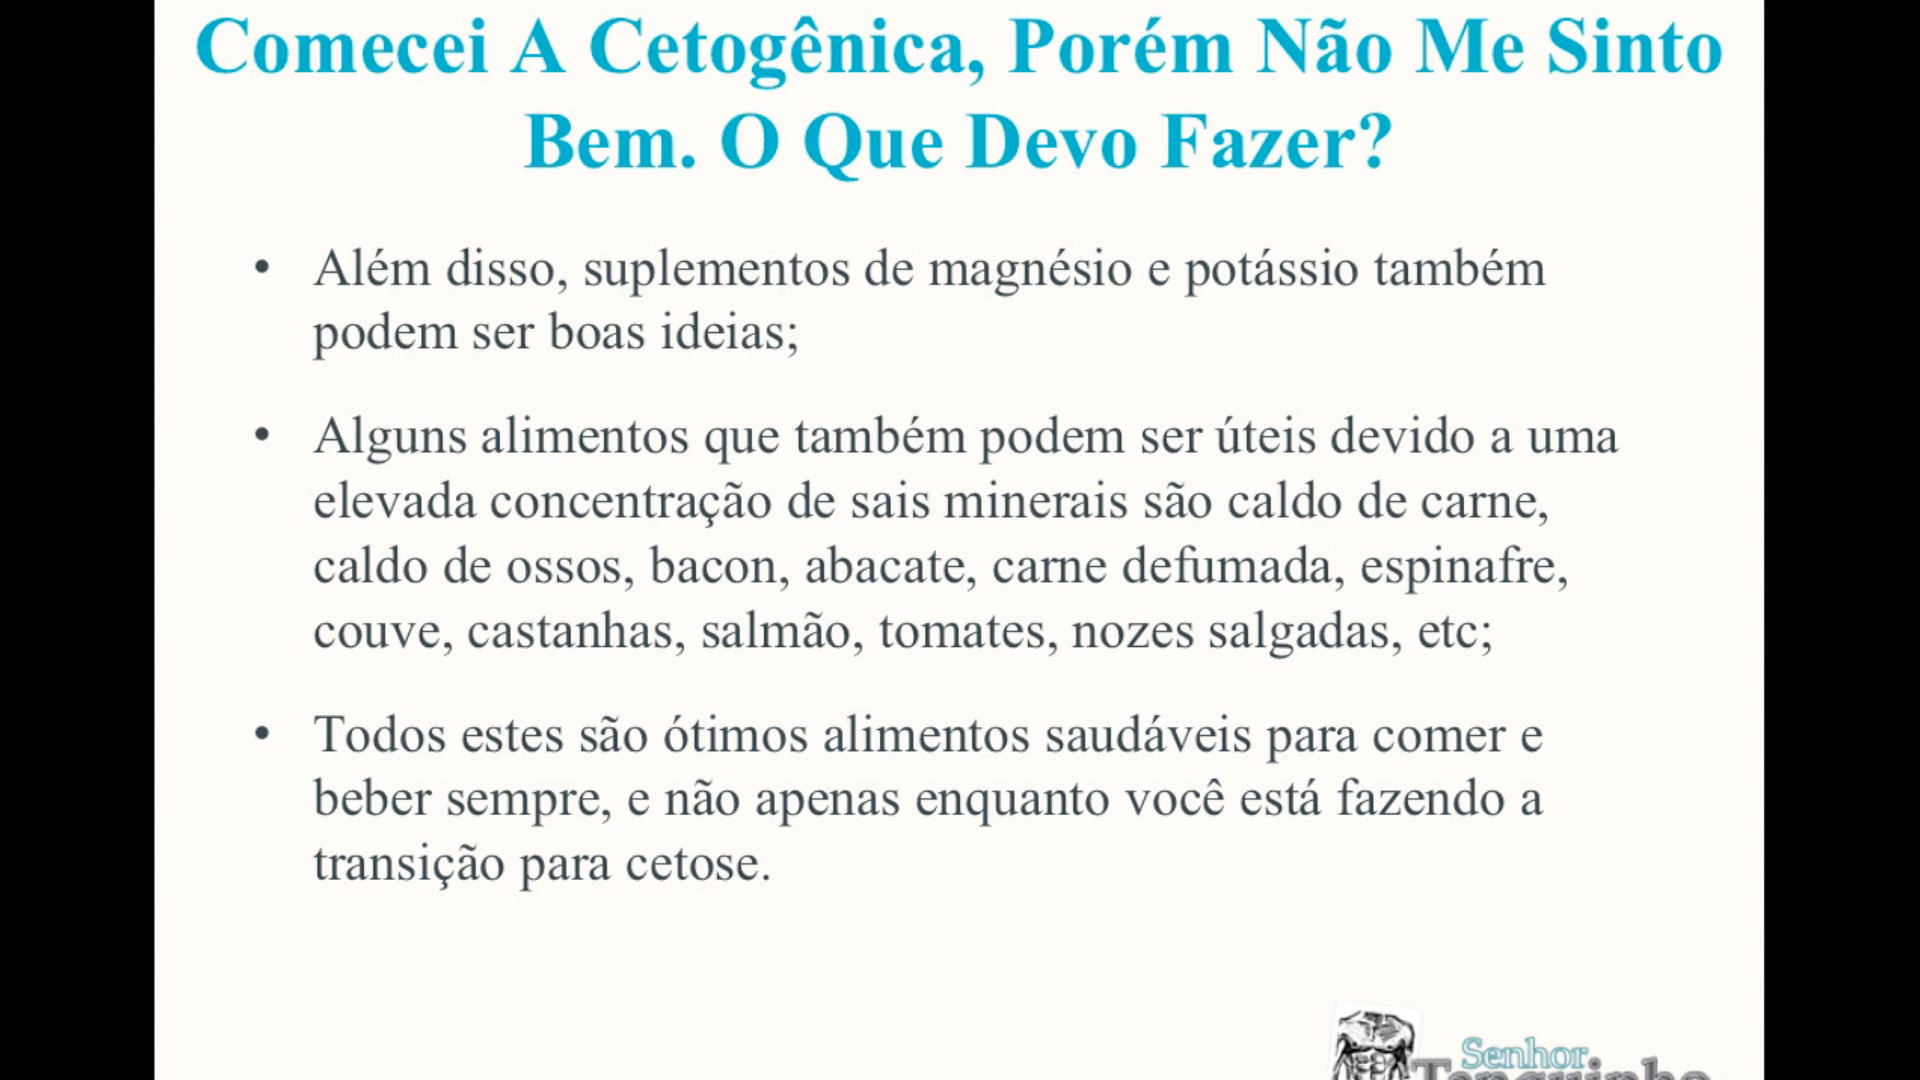 Comecei A Cetogênica, Porém Não Me Sinto
Bem. O Que Devo Fazer?
• Além disso, suplementos de magnésio e potássio também
podem ser boas ideias;
• Alguns alimentos que também podem ser úteis devido a uma
elevada concentração de sais minerais são caldo de carne,
caldo de ossos, bacon, abacate, carne defumada, espinafre,
couve, castanhas, salmão, tomates, nozes salgadas, etc;
• Todos estes são ótimos alimentos saudáveis para comer e
beber sempre, e não apenas enquanto você está fazendo a
transição para cetose.
Senhor
Tanquinho